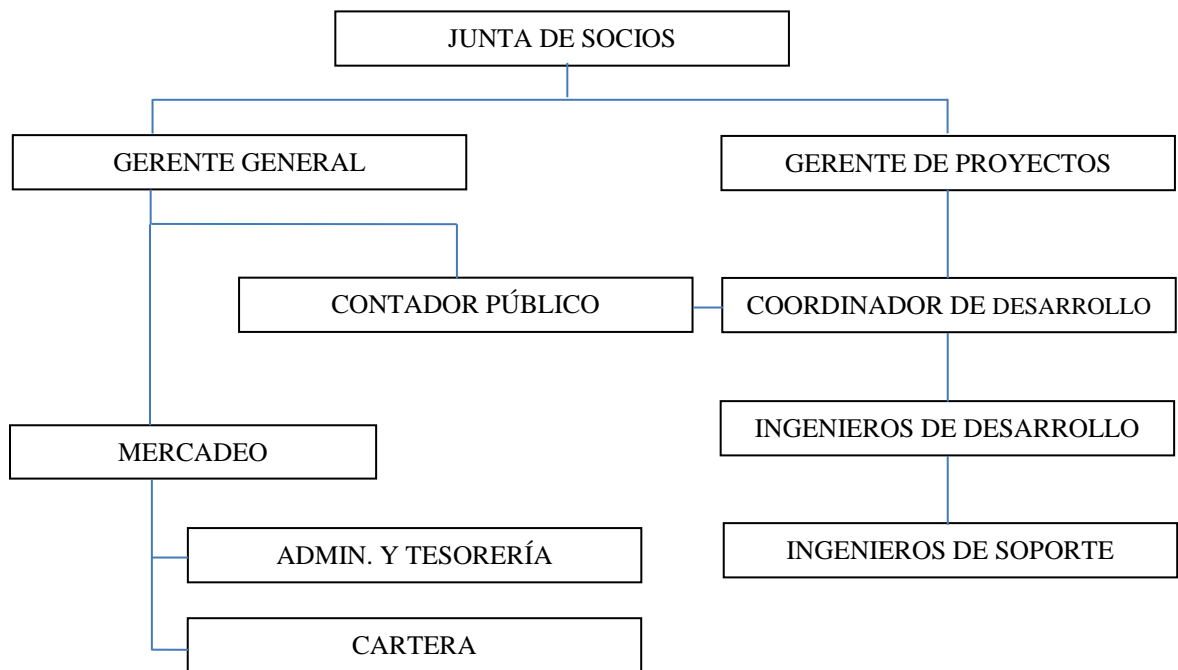 JUNTA DE SOCIOS
GERENTE GENERAL
GERENTE DE PROYECTOS
CONTADOR PÚBLICO
COORDINADOR DE DESARROLLO
MERCADEO
INGENIEROS DE DESARROLLO
ADMIN. Y TESORERÍA
INGENIEROS DE SOPORTE
CARTERA